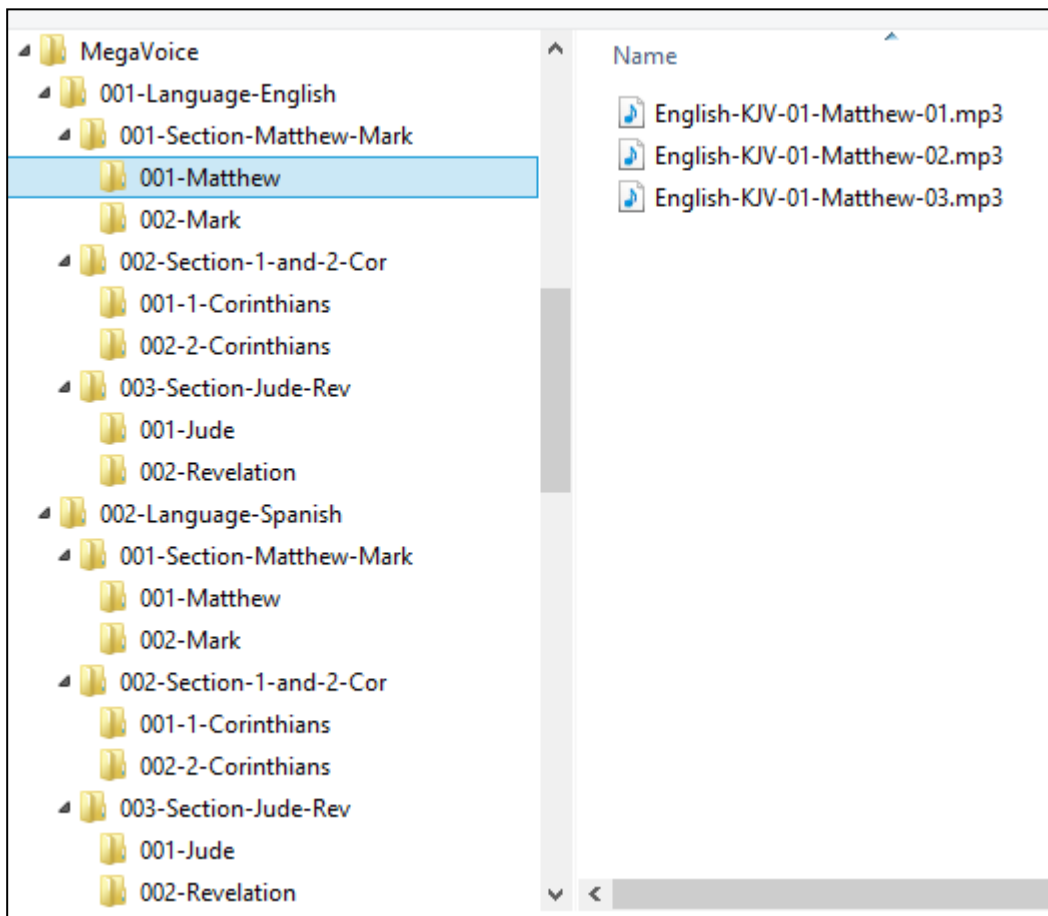 MegaVoice
001-Language-English
001-Section-Matthew-Mark
001-Matthew
002-Mark
002-Section-1-and-2-Cor
001-1-Corinthians
002-2-Corinthians
003-Section-Jude-Rev
001-Jude
002-Revelation
002-Language-Spanish
001-Section-Matthew-Mark
001-Matthew
002-Mark
002-Section-1-and-2-Cor
001-1-Corinthians
002-2-Corinthians
003-Section-Jude-Rev
001-Jude
002-Revelation
Name
English-KJV-01-Matthew-01.mp3
English-KJV-01-Matthew-02.mp3
English-KJV-01-Matthew-03.mp3